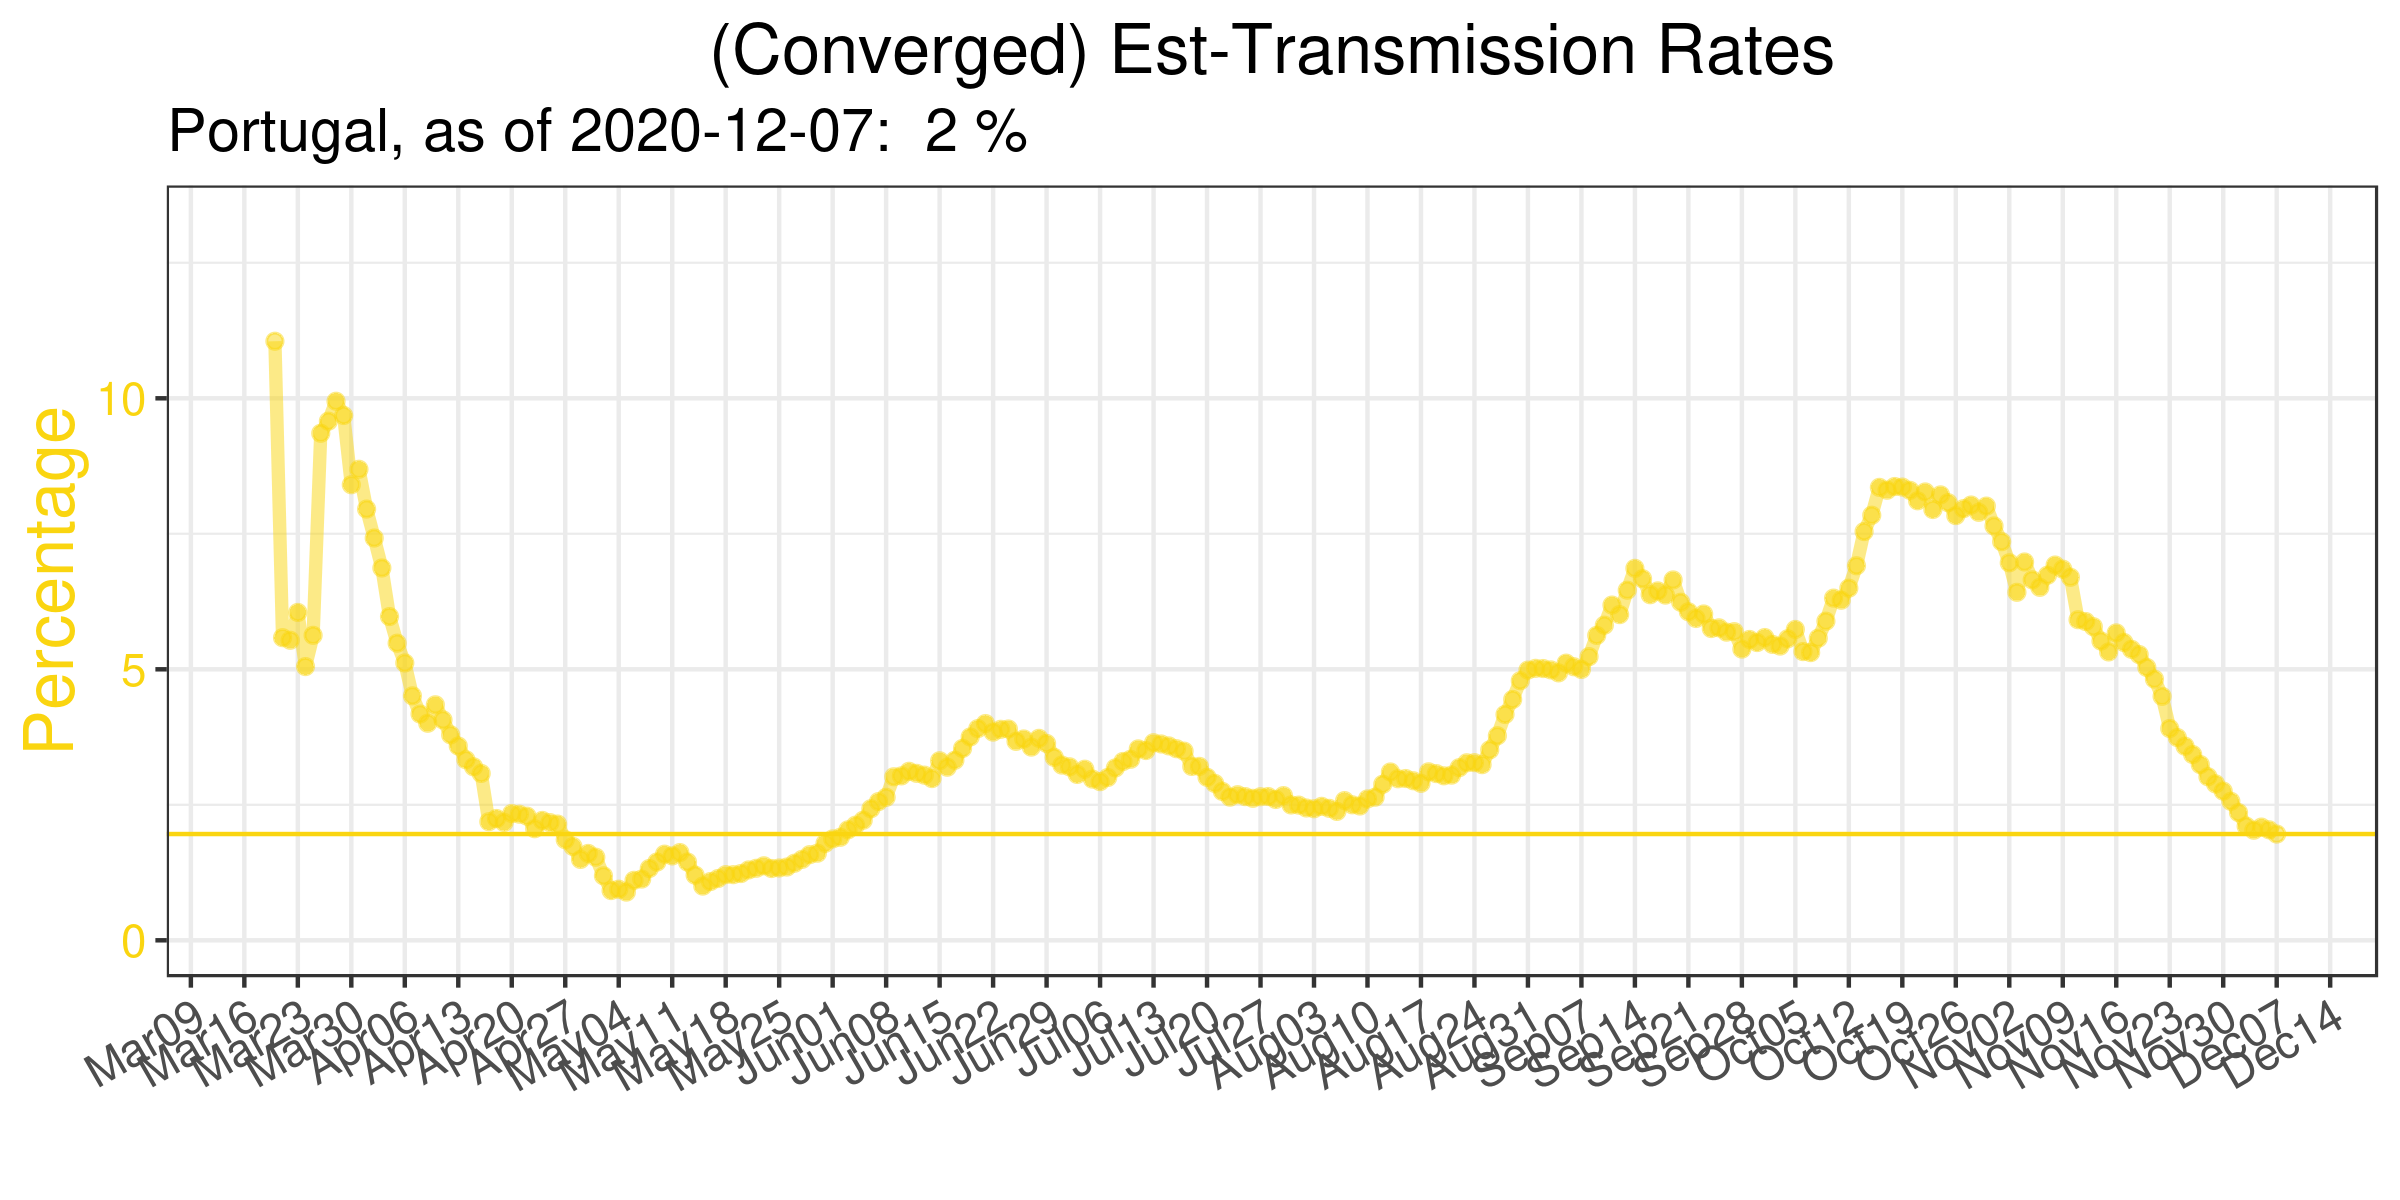 (Converged) Est-Transmission Rates
Portugal, as of 2020-12-07:  2 %
Percentage
10
5
0
Mar09
Mar16
Mar23
Mar30
Apr06
Apr13
Apr20
Apr27
May04
May11
May18
May25
Jun01
Jun08
Jun15
Jun22
Jun29
Jul06
Jul13
Jul20
Jul27
Aug03
Aug10
Aug17
Aug24
Aug31
Sep07
Sep14
Sep21
Sep28
Oct05
Oct12
Oct19
Oct26
Nov02
Nov09
Nov16
Nov23
Nov30
Dec07
Dec14